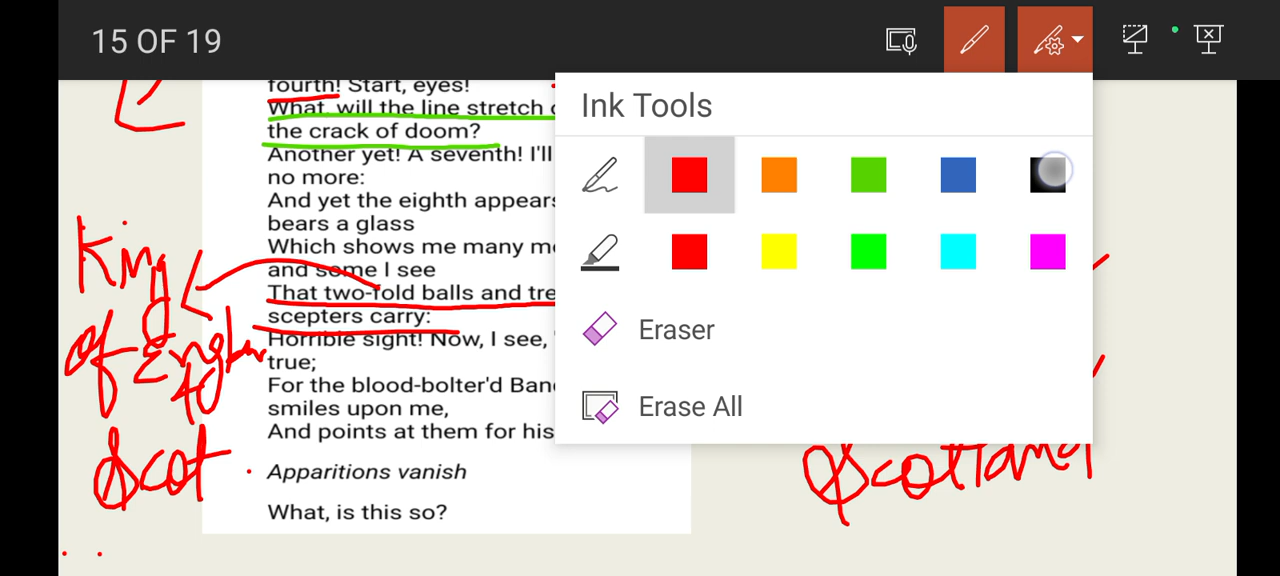 15 OF 19
fourth! Start, eyes!
What, will the line stretch
the crack of doom?
Another yet! A seventh! I'll
no more:
And yet the eighth appears
bears a glass
Which shows me many
and some I see
That two-fold balls and tre
scepters carry:
Horrible sight! Now, I see,
true;
For the blood-bolter'd Ban
smiles upon me,
And points at them for his
Apparitions vanish
What, is this so?
Ink Tools
Eraser
Erase All
King
of
Scot
Scotland